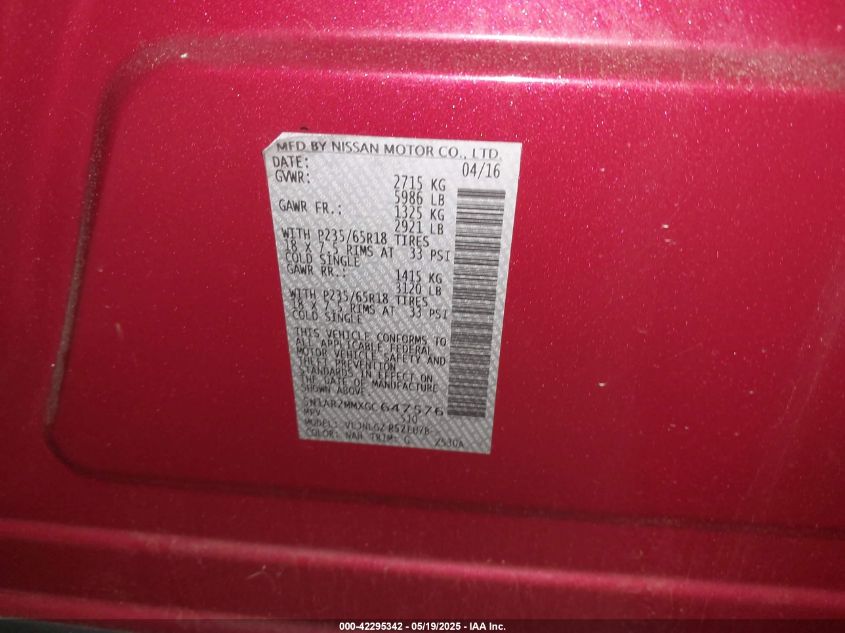 MFD BY NISSAN MOTOR CO., LTD.
DATE: 04/16
GVWR: 2715 KG
5986 LB
GAWR FR.: 1325 KG
2921 LB
WITH P235/65R18 TIRES
18 X 7.5 RIMS AT 33 PSI
COLD SINGLE
GAWR RR.: 1415 KG
3120 LB
WITH P235/65R18 TIRES
18 X 7.5 RIMS AT 33 PSI
COLD SINGLE
THIS VEHICLE CONFORMS TO
ALL APPLICABLE FEDERAL
MOTOR VEHICLE SAFETY AND
THEFT PREVENTION
STANDARDS IN EFFECT ON
THE DATE OF MANUFACTURE
SHOWN ABOVE
5N1AR2MMXGC647576
MPV
MODEL:
COLOR: NAH TRIM: G
000-42295342 - 05/19/2025 - IAA Inc.